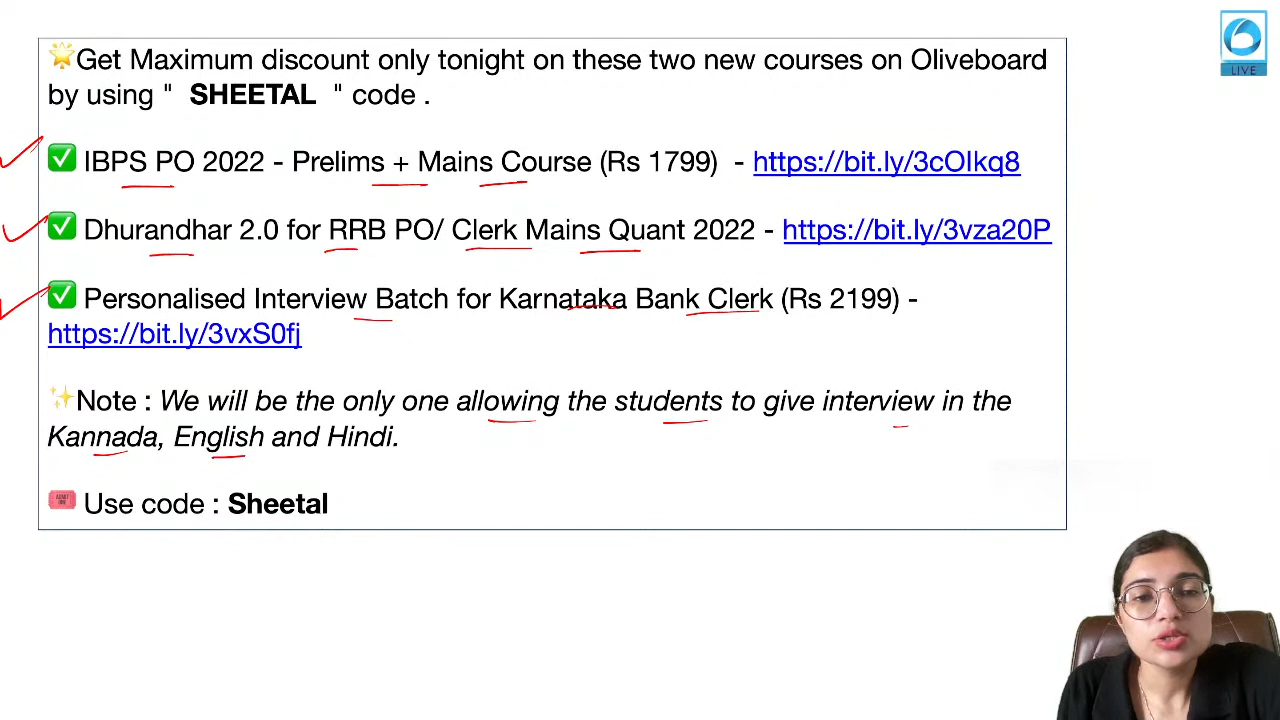 🌟Get Maximum discount only tonight on these two new courses on Oliveboard
by using " SHEETAL " code .
✅ IBPS PO 2022 - Prelims + Mains Course (Rs 1799) - https://bit.ly/3cOIkq8
✅ Dhurandhar 2.0 for RRB PO/ Clerk Mains Quant 2022 - https://bit.ly/3vza20P
✅ Personalised Interview Batch for Karnataka Bank Clerk (Rs 2199) -
https://bit.ly/3vxS0fj
✨Note : We will be the only one allowing the students to give interview in the
Kannada, English and Hindi.
🎟 Use code : Sheetal
LIVE